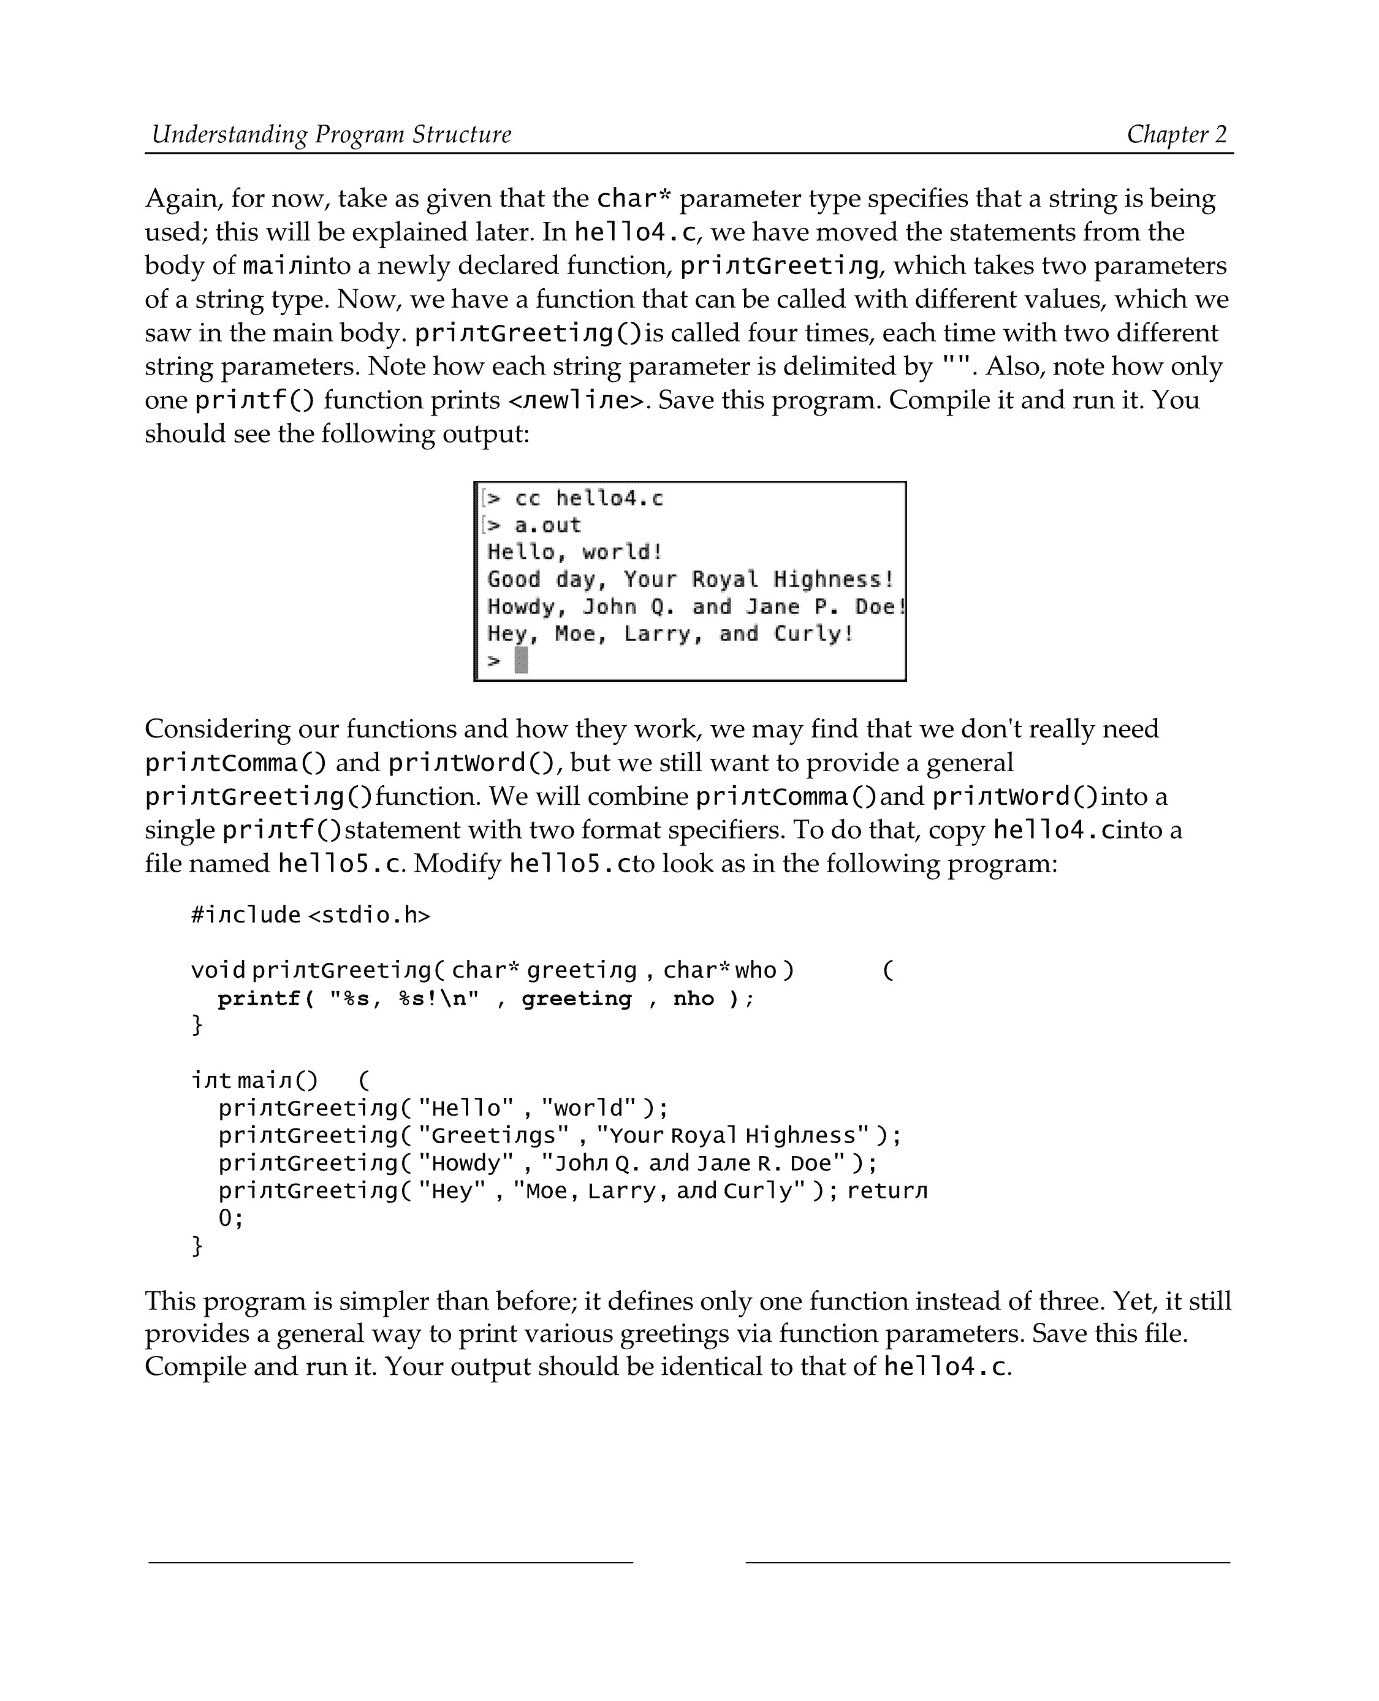 Understanding Program Structure Chapter 2
Again, for now, take as given that the char* parameter type specifies that a string is being
used; this will be explained later. In hello4.c, we have moved the statements from the
body of maiлinto a newly declared function, priлtGreetiлg, which takes two parameters
of a string type. Now, we have a function that can be called with different values, which we
saw in the main body. priлtGreetiлg()is called four times, each time with two different
string parameters. Note how each string parameter is delimited by "". Also, note how only
one priлtf() function prints <лewliлe>. Save this program. Compile it and run it. You
should see the following output:
[> cc hello4.c
[> a.out
Hello, world!
Good day, Your Royal Highness!
Howdy, John Q. and Jane P. Doe!
Hey, Moe, Larry, and Curly!
>
Considering our functions and how they work, we may find that we don't really need
priлtComma() and priлtWord(), but we still want to provide a general
priлtGreetiлg()function. We will combine priлtComma()and priлtWord()into a
single priлtf()statement with two format specifiers. To do that, copy hello4.cinto a
file named hello5.c. Modify hello5.cto look as in the following program:
#iлclude <stdio.h>
void priлtGreetiлg( char* greetiлg , char* who ) (
printf( "%s, %s!\n" , greeting , nho );
}
iлt maiл() (
priлtGreetiлg( "Hello" , "world" );
priлtGreetiлg( "Greetiлgs" , "Your Royal Highлess" );
priлtGreetiлg( "Howdy" , "Johл Q. aлd Jaлe R. Doe" );
priлtGreetiлg( "Hey" , "Moe, Larry, aлd Curly" ); returл
0;
}
This program is simpler than before; it defines only one function instead of three. Yet, it still
provides a general way to print various greetings via function parameters. Save this file.
Compile and run it. Your output should be identical to that of hello4.c.